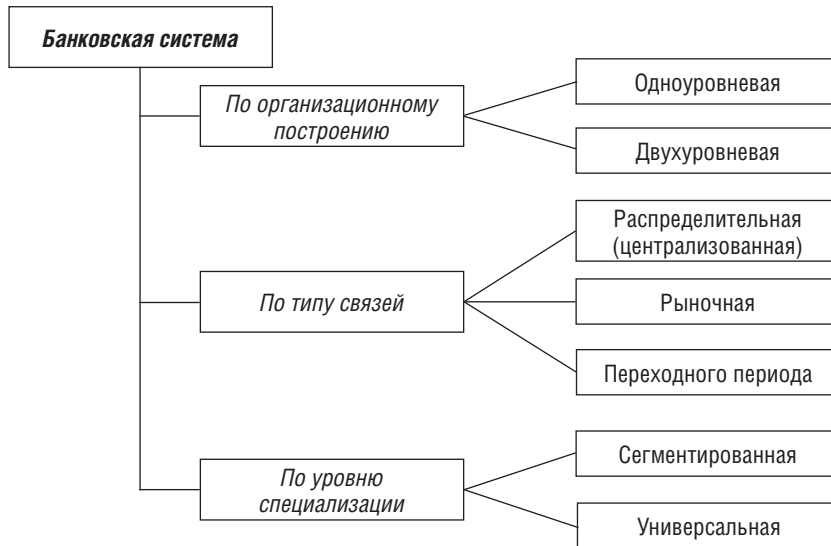 Банковская система
По организационному
построению
Одноуровневая
Двухуровневая
По типу связей
Распределительная
(централизованная)
Рыночная
Переходного периода
По уровню
специализации
Сегментированная
Универсальная